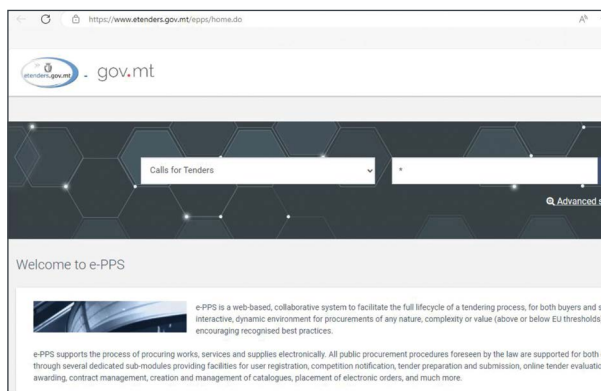 https://www.etenders.gov.mt/epps/home.do
etenders.gov.mt
gov.mt
Calls for Tenders
*
Advanced s
Welcome to e-PPS
e-PPS is a web-based, collaborative system to facilitate the full lifecycle of a tendering process, for both buyers and s
interactive, dynamic environment for procurements of any nature, complexity or value (above or below EU thresholds
encouraging recognised best practices.
e-PPS supports the process of procuring works, services and supplies electronically. All public procurement procedures foreseen by the law are supported for both
through several dedicated sub-modules providing facilities for user registration, competition notification, tender preparation and submission, online tender evaluatio
awarding, contract management, creation and management of catalogues, placement of electronic orders, and much more.